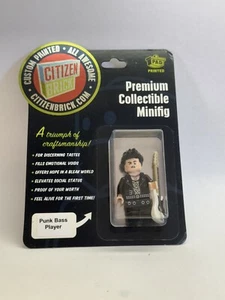 CUSTOM PRINTED • ALL AWESOME •
CITIZEN
BRICK
CITIZENBRICK.COM
PAD
PRINTED
Premium
Collectible
Minifig
A triumph of
craftsmanship!
• FOR DISCERNING TASTES
• FILLS EMOTIONAL VOIDS
• OFFERS HOPE IN A BLEAK WORLD
• ELEVATES SOCIAL STATUS
• PROOF OF YOUR WORTH
• FEEL ALIVE FOR THE FIRST TIME!
Punk Bass
Player